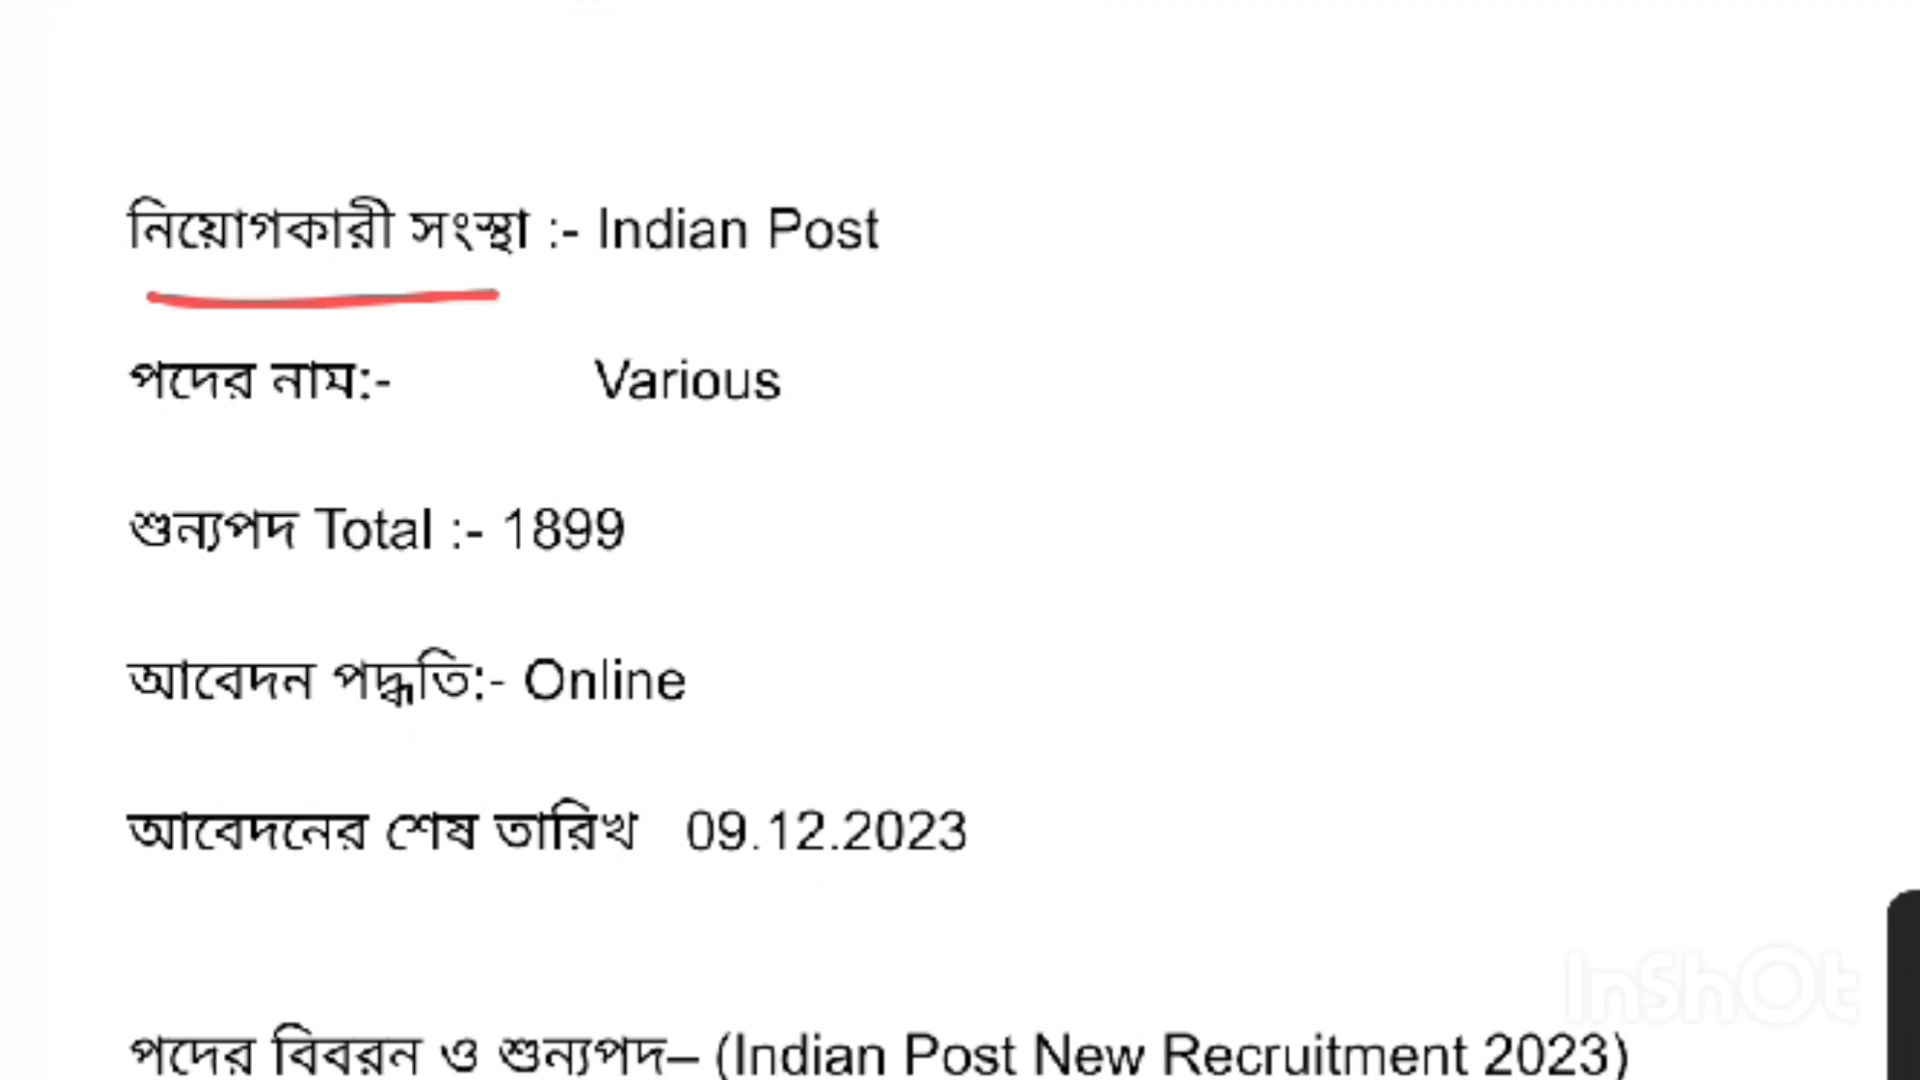 নিয়োগকারী সংস্থা :- Indian Post
পদের নাম:- Various
শুন্যপদ Total :- 1899
আবেদন পদ্ধতি:- Online
আবেদনের শেষ তারিখ 09.12.2023
পদের বিবরন ও শুন্যপদ– (Indian Post New Recruitment 2023)
InShOt